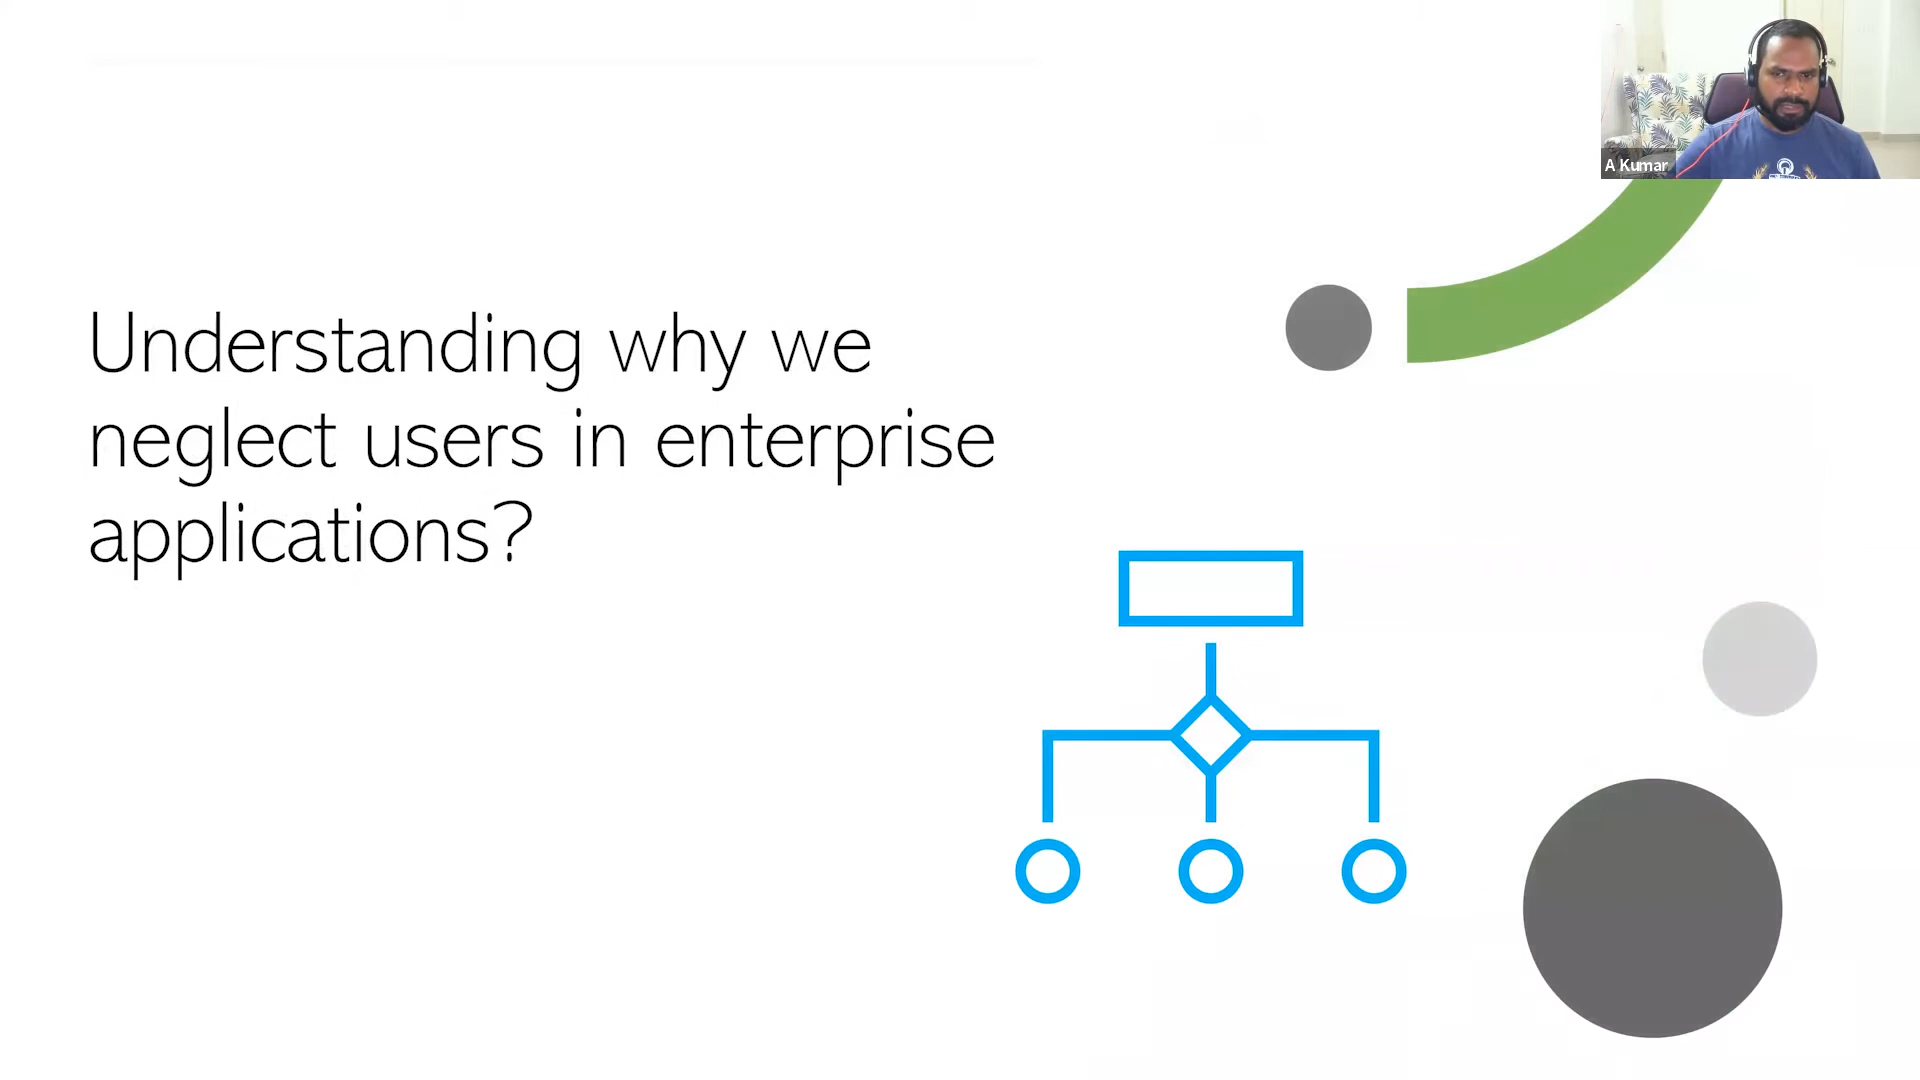 Understanding why we
neglect users in enterprise
applications?
A Kumar